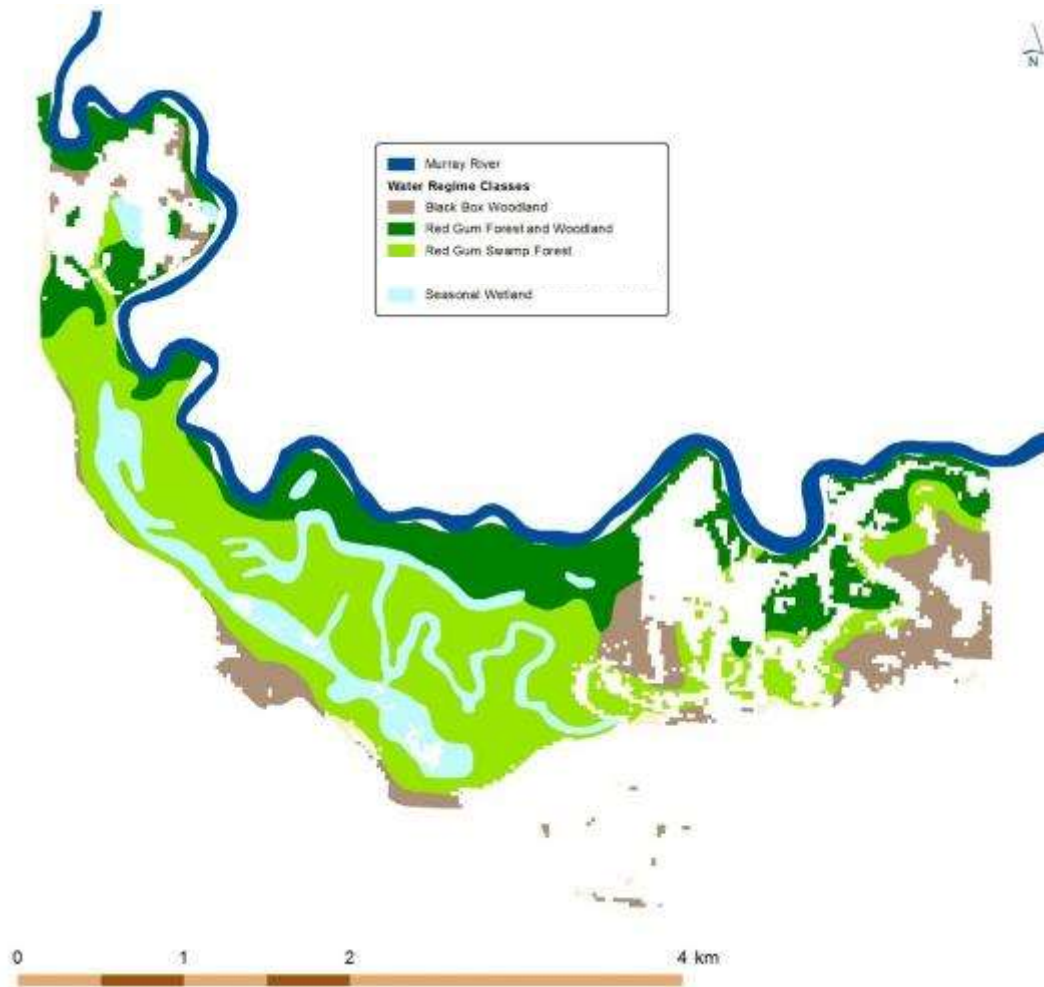 N
Murray River
Water Regime Classes
Black Box Woodland
Red Gum Forest and Woodland
Red Gum Swamp Forest
Seasonal Wetland
0 1 2 4 km